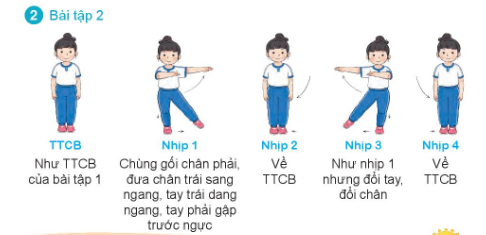 2 Bài tập 2
TTCB
Như TTCB
của bài tập 1
Nhịp 1
Chùng gối chân phải,
đưa chân trái sang
ngang, tay trái dang
ngang, tay phải gập
trước ngực
Nhịp 2
Về
TTCB
Nhịp 3
Như nhịp 1
nhưng đổi tay,
đổi chân
Nhịp 4
Về
TTCB